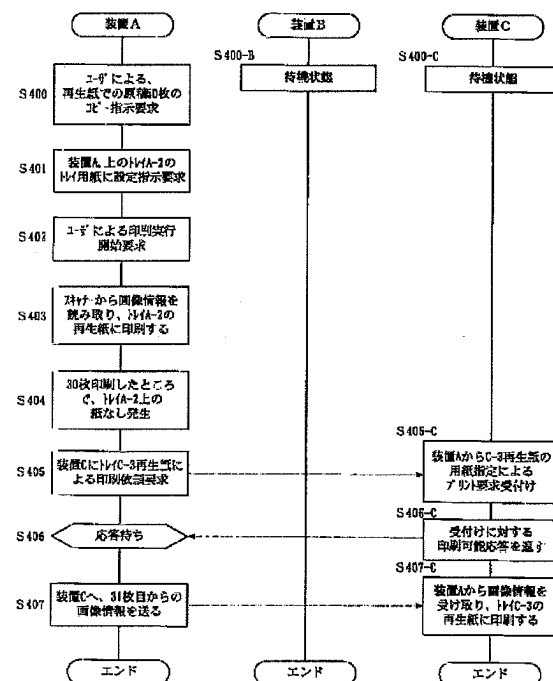 装置A
装置B
装置C
S400-B
S400-C
待機状態
待機状態
S400
ユーザによる、
再生紙での原稿50枚の
コピー指示要求
S401
装置A上のトレイA-2の
トレイ用紙に設定指示要求
S402
ユーザによる印刷実行
開始要求
S403
スキャナーから画像情報を
読み取り、トレイA-2の
再生紙に印刷する
S404
30枚印刷したところ
で、トレイA-2上の
紙なし発生
S405-C
S405
装置CにトレイC-3再生紙に
よる印刷依頼要求
装置AからC-3再生紙の
用紙指定による
プリント要求受付け
S406-C
S406
応答待ち
受付けに対する
印刷可能応答を返す
S407-C
S407
装置Cへ、31枚目からの
画像情報を送る
装置Aから画像情報を
受け取り、トレイC-3の
再生紙に印刷する
エンド
エンド
エンド